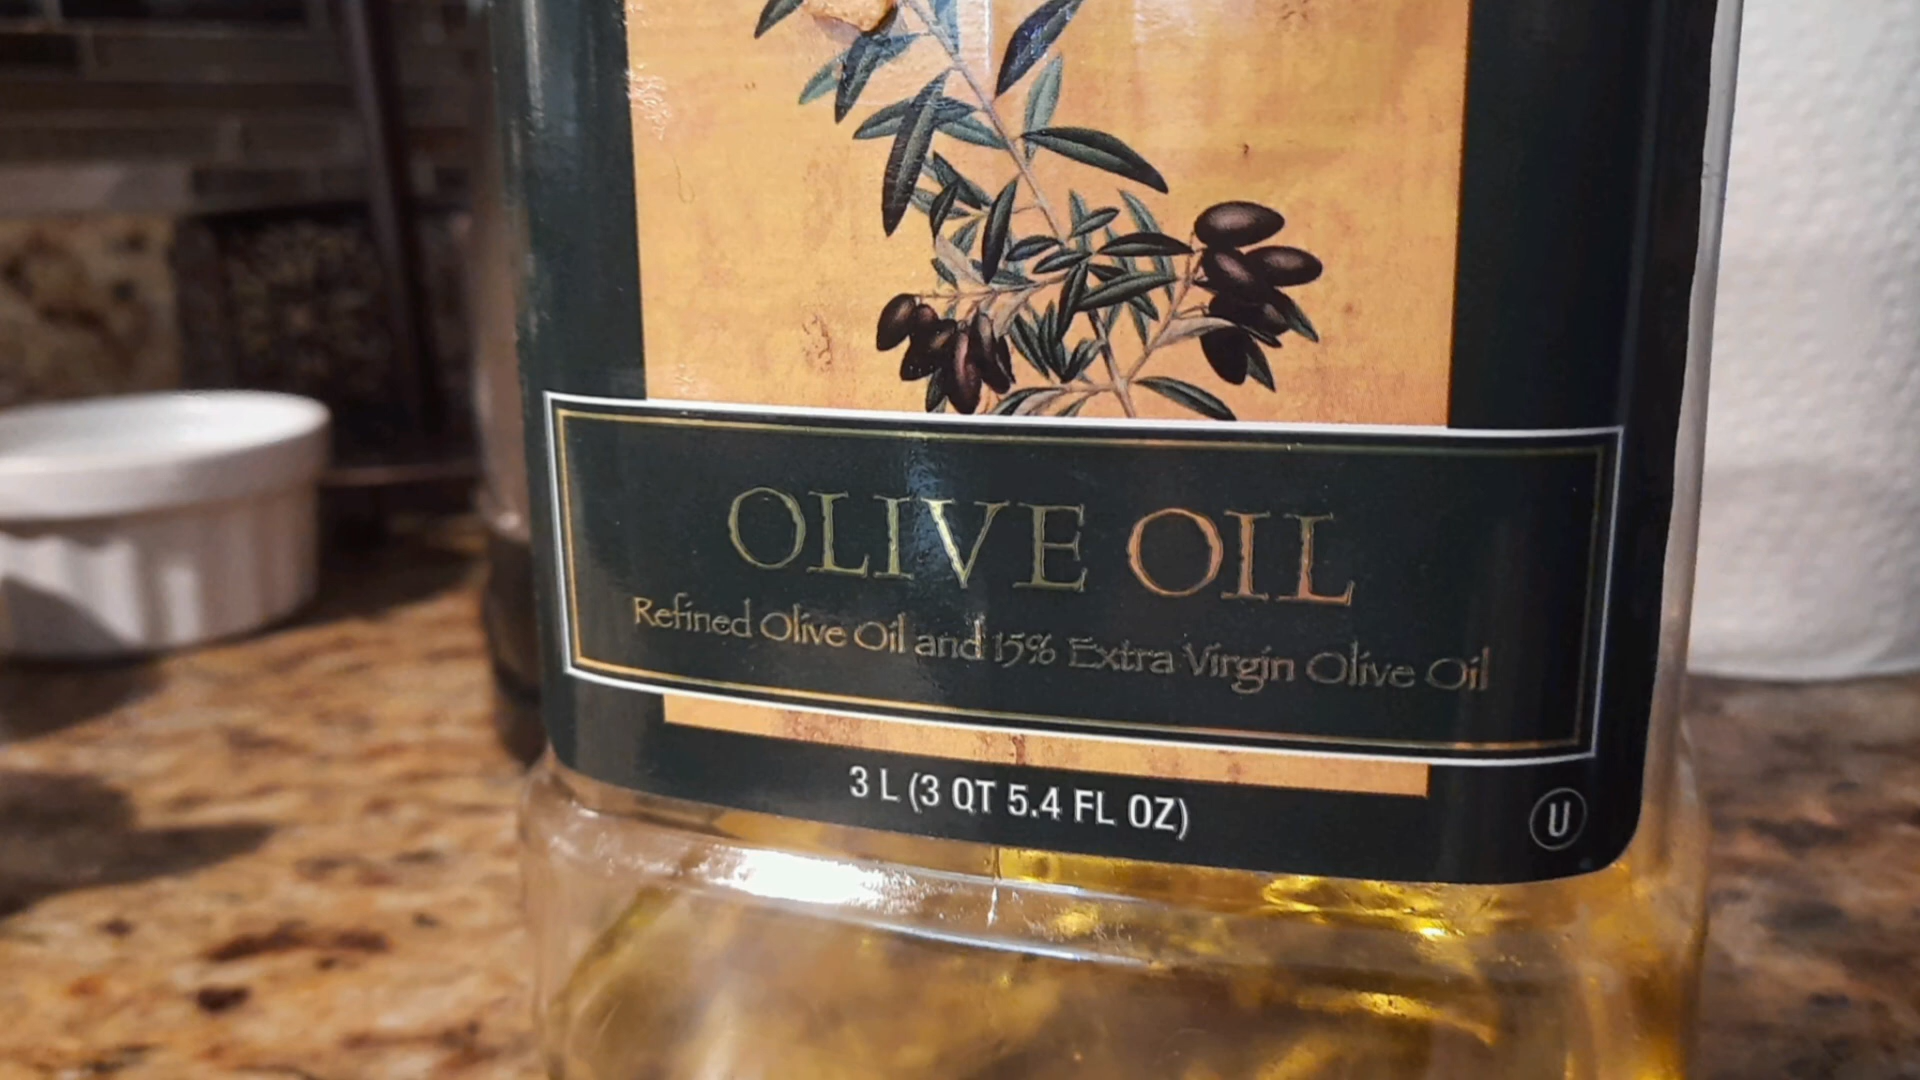 OLIVE OIL
Refined Olive Oil and 15% Extra Virgin Olive Oil
3 L (3 QT 5.4 FL OZ)
U